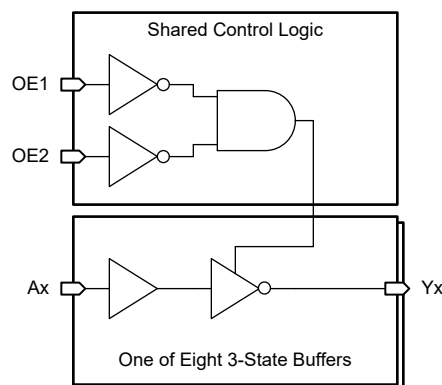 Shared Control Logic
OE1
OE2
Ax
Yx
One of Eight 3-State Buffers